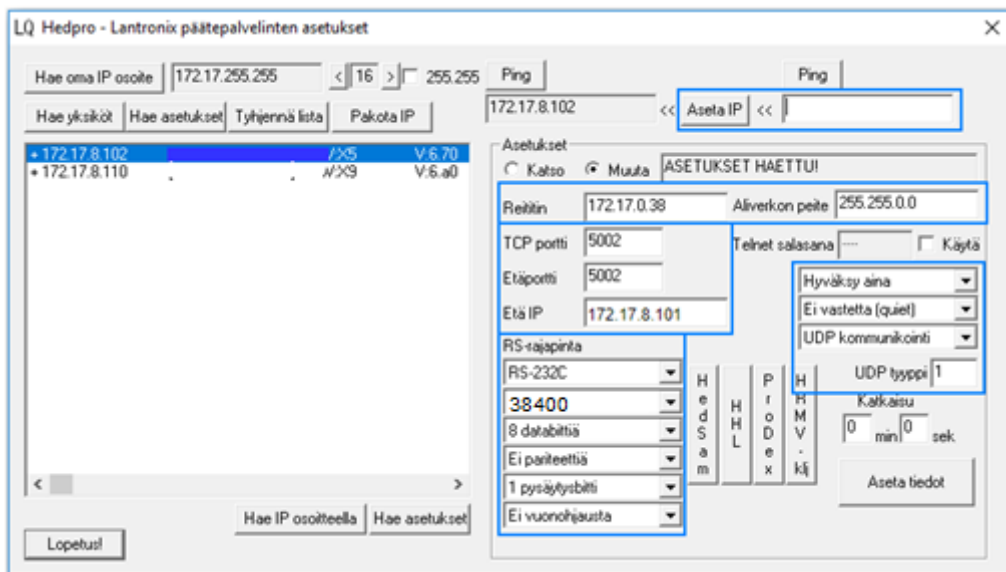 LQ Hedpro - Lantronix päätepalvelinten asetukset
Hae oma IP osoite 172.17.255.255 < 16 > 255.255 Ping Ping
Hae yksiköt Hae asetukset Tyhjennä lista Pakota IP 172.17.8.102 << Aseta IP <<
172.17.8.102 /X5 V:6.70
172.17.8.110 /X9 V:6.a0
Asetukset
Katso Muuta ASETUKSET HAETTU!
Reititin 172.17.0.38 Aliverkon peite 255.255.0.0
TCP portti 5002 Telnet salasana ---- Käytä
Etäportti 5002 Hyväksy aina
Etä IP 172.17.8.101 Ei vastetta (quiet)
UDP kommunikointi
RS-rajapinta UDP tyyppi 1
RS-232C
38400
8 databittiä
Ei pariteettiä
1 pysäytysbitti
Ei vuonohjausta
HedSam HHL ProDex HRMV-klj
Katkaisu
0 min 0 sek
Aseta tiedot
< >
Hae IP osoitteella Hae asetukset
Lopetus!